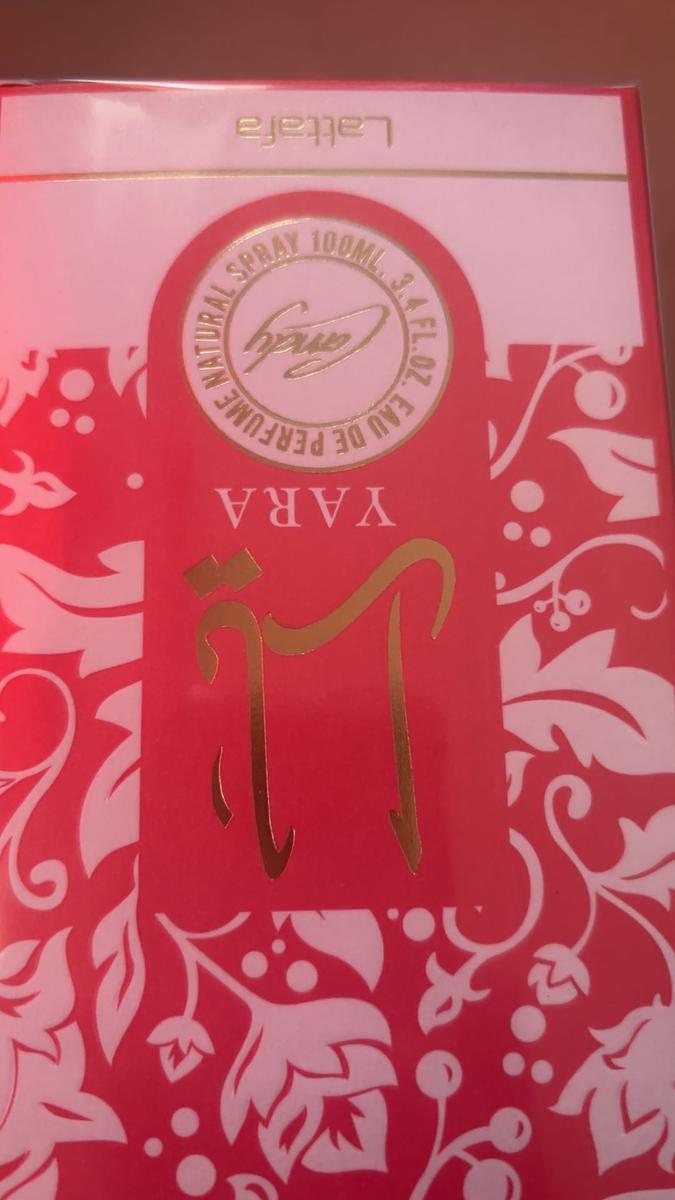 يارا
YARA
EAU DE PERFUME NATURAL SPRAY 100ML. 3.4 FL.OZ.
Candy
Lattafa